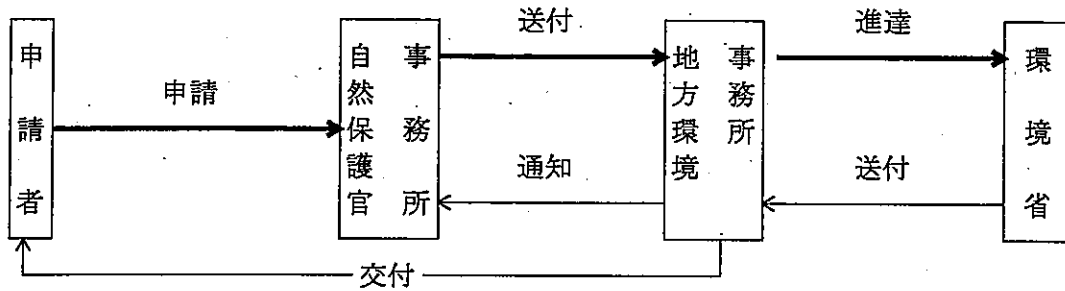 申請者
申請
自然保護官
事務所
送付
通知
地方環境
事務所
進達
送付
環境省
交付